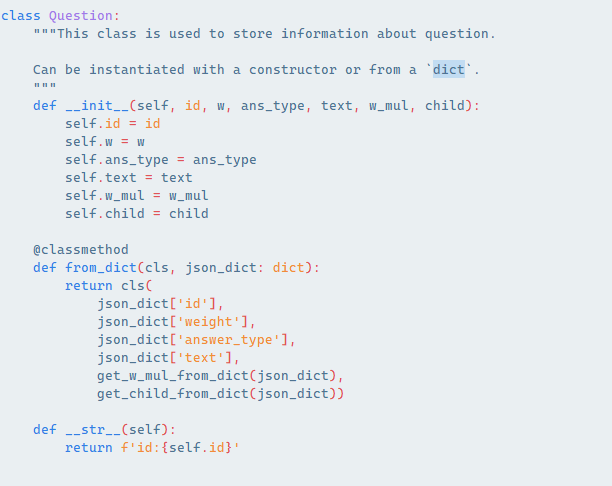 class Question:
    """This class is used to store information about question.

    Can be instantiated with a constructor or from a `dict`.
    """
    def __init__(self, id, w, ans_type, text, w_mul, child):
        self.id = id
        self.w = w
        self.ans_type = ans_type
        self.text = text
        self.w_mul = w_mul
        self.child = child

    @classmethod
    def from_dict(cls, json_dict: dict):
        return cls(
            json_dict['id'],
            json_dict['weight'],
            json_dict['answer_type'],
            json_dict['text'],
            get_w_mul_from_dict(json_dict),
            get_child_from_dict(json_dict))

    def __str__(self):
        return f'id:{self.id}'